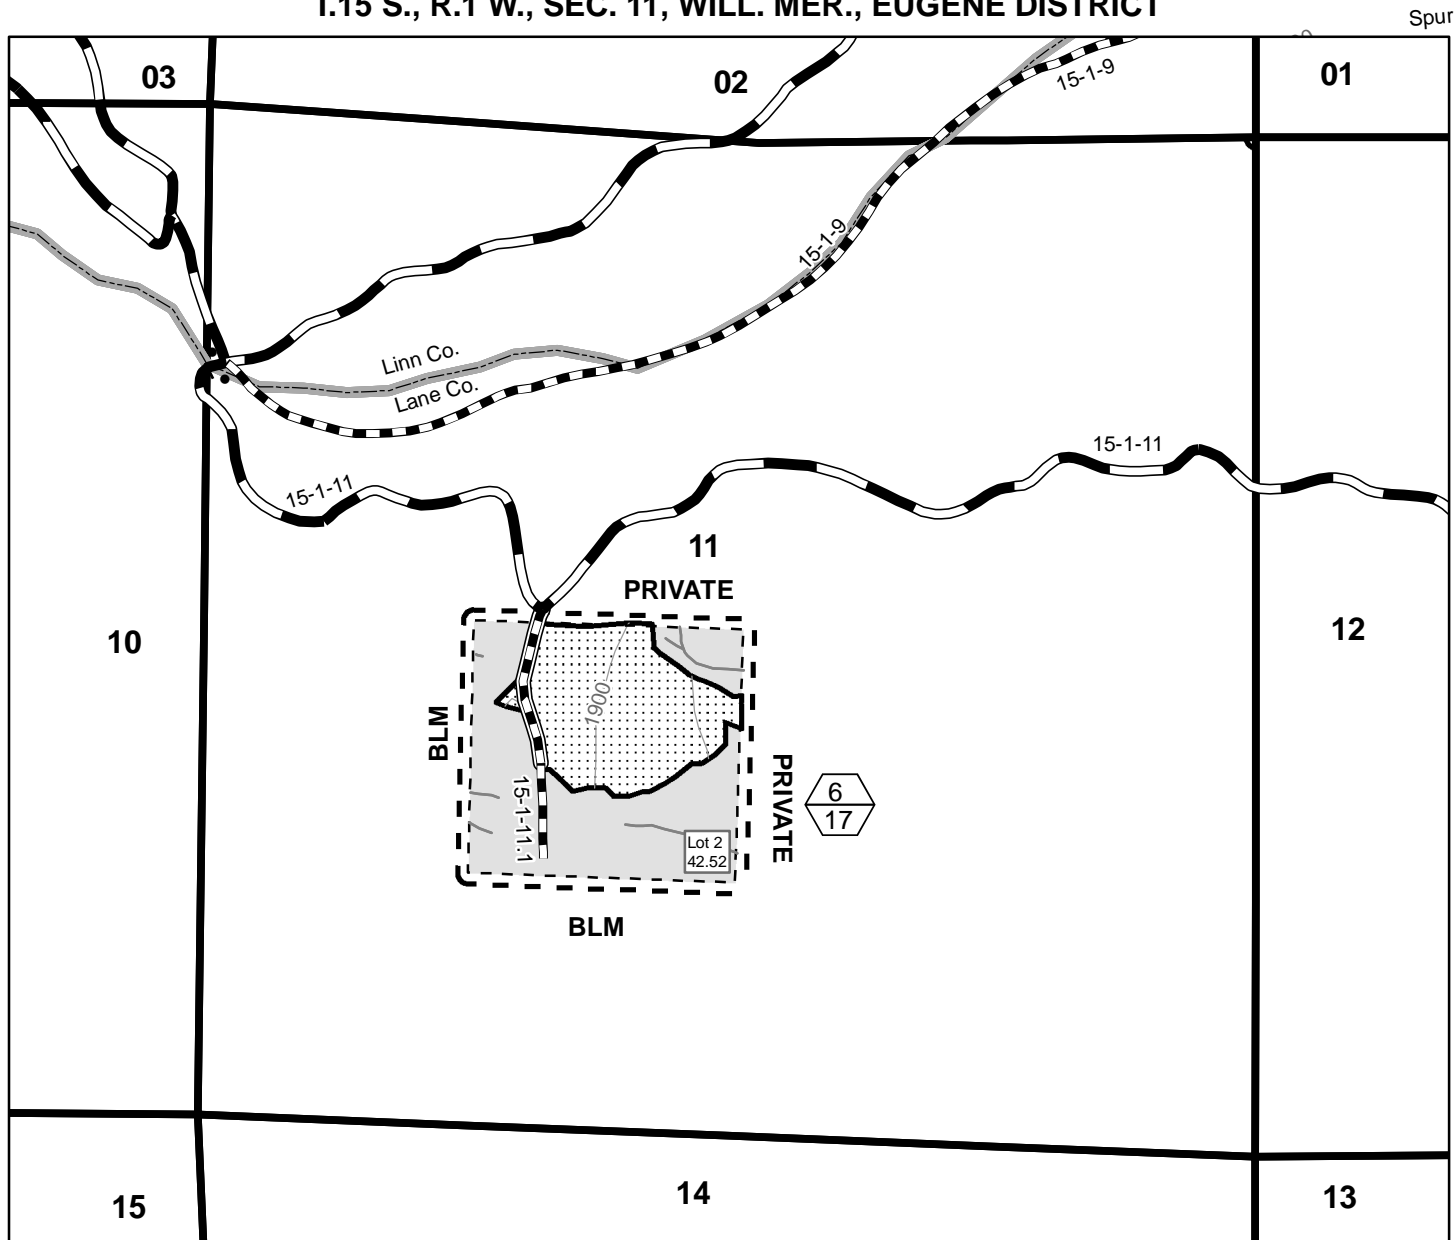 T.15 S., R.1 W., SEC. 11, WILL. MER., EUGENE DISTRICT
Spur
03
02
01
15-1-9
15-1-9
Linn Co.
Lane Co.
15-1-11
15-1-11
11
PRIVATE
10
12
1900
BLM
PRIVATE
6
17
15-1-11.1
Lot 2
42.52
BLM
15
14
13